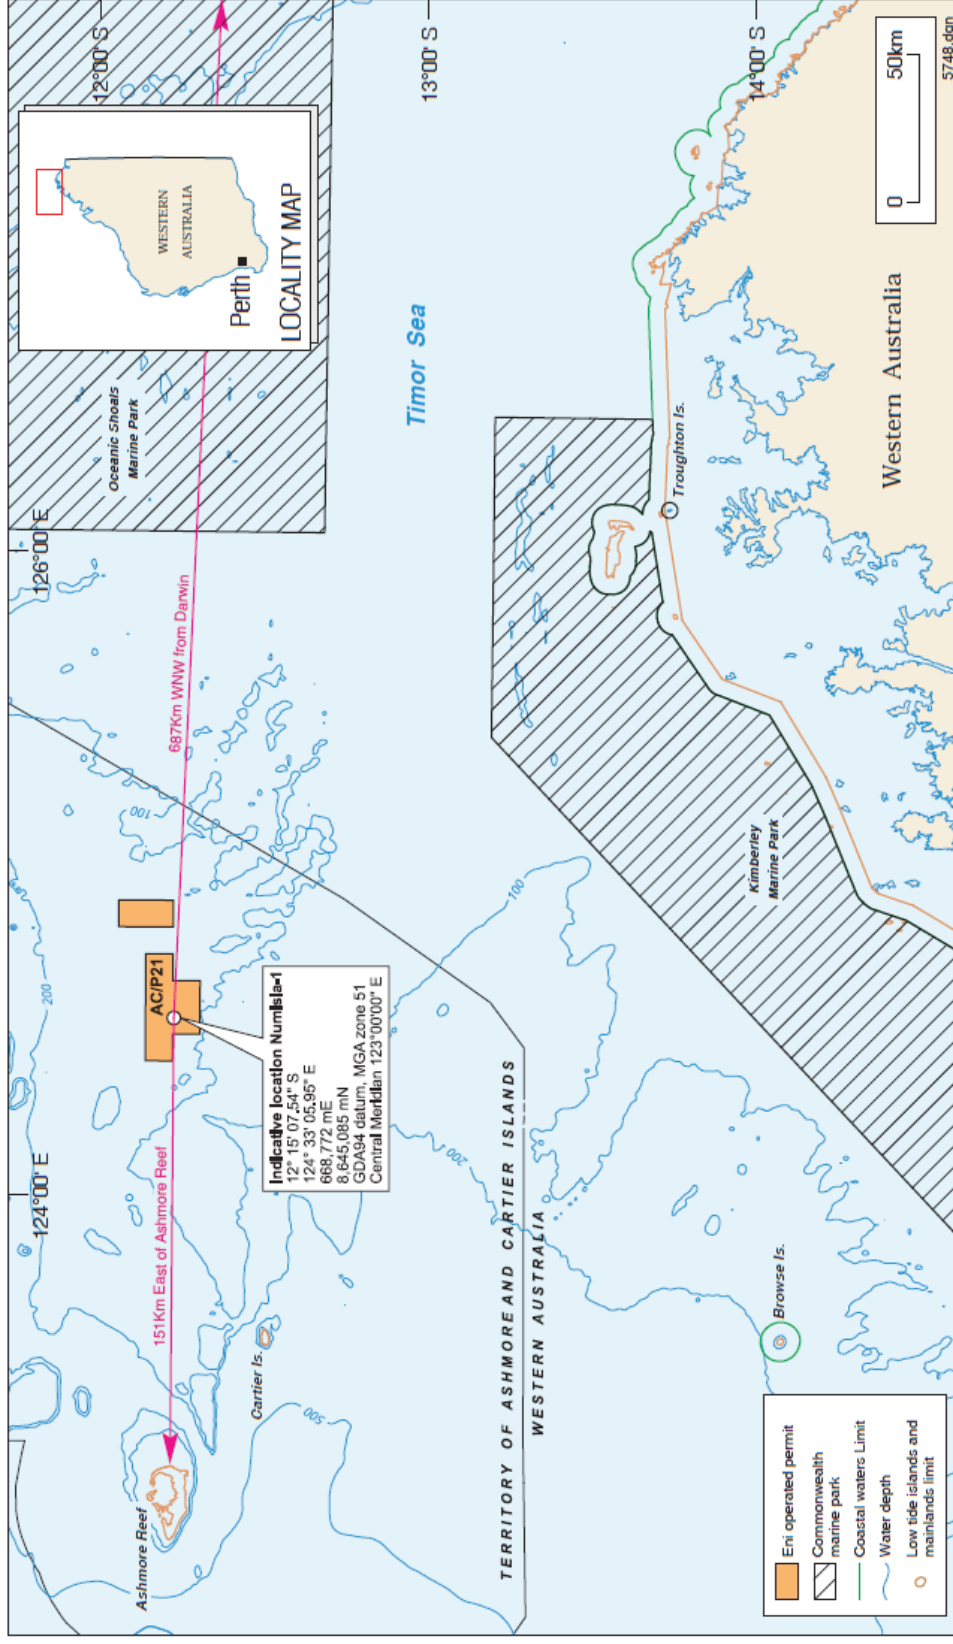 124°00' E
126°00' E
12°00' S
13°00' S
14°00' S
Ashmore Reef
151Km East of Ashmore Reef
AC/P21
687Km WNW from Darwin
Oceanic Shoals
Marine Park
WESTERN
AUSTRALIA
Perth
LOCALITY MAP
200
100
Cartier Is.
500
Indicative location Numisla-1
12° 15' 07.54" S
124° 33' 05.95" E
668,772 mE
8,645,085 mN
GDA94 datum, MGA zone 51
Central Meridian 123°00'00" E
Timor Sea
TERRITORY OF ASHMORE AND CARTIER ISLANDS
WESTERN AUSTRALIA
200
100
Browse Is.
Kimberley
Marine Park
Troughton Is.
Western Australia
Eni operated permit
Commonwealth
marine park
Coastal waters Limit
Water depth
Low tide islands and
mainlands limit
0
50km
5748.dgn